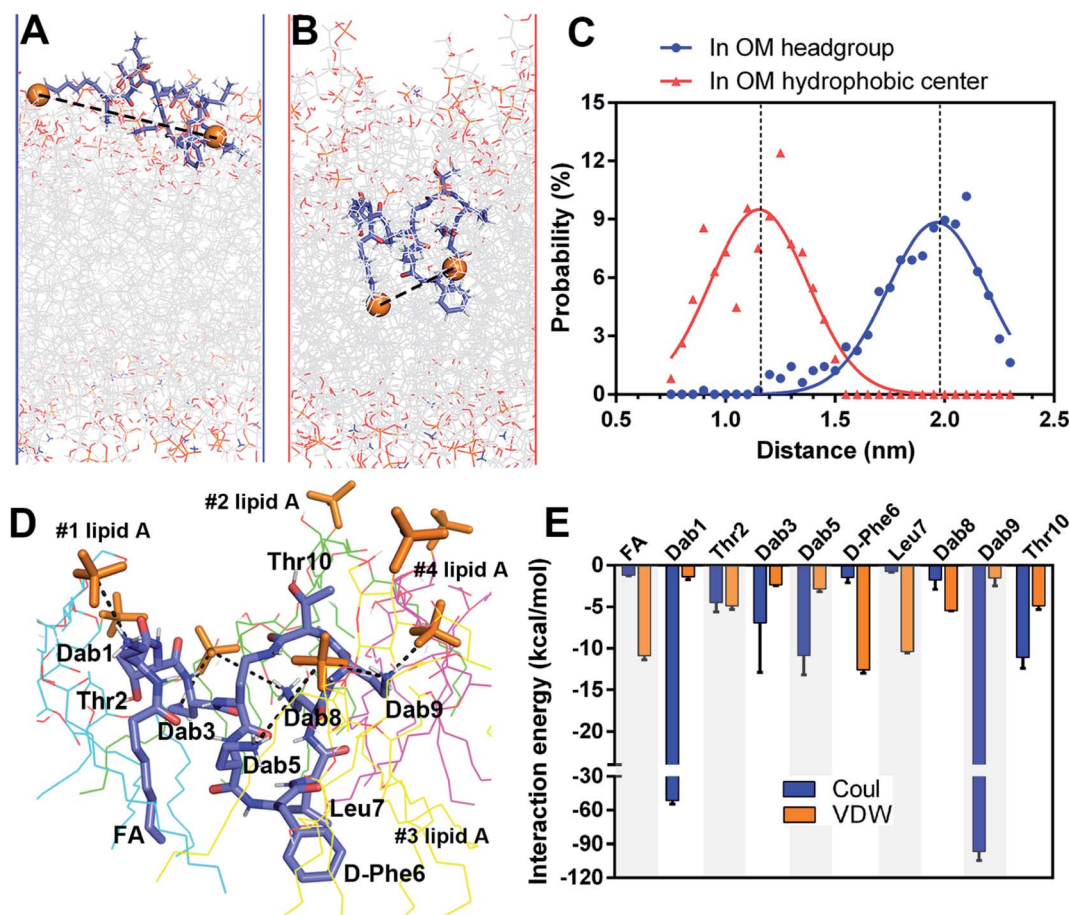 A
B
C
In OM headgroup
In OM hydrophobic center
15
12
9
6
3
0
Probability (%)
0.5 1.0 1.5 2.0 2.5
Distance (nm)
D
#1 lipid A
#2 lipid A
Thr10
#4 lipid A
Dab1
Thr2
Dab3
Dab8
Dab9
Dab5
Leu7
FA
#3 lipid A
D-Phe6
E
FA Dab1 Thr2 Dab3 Dab5 D-Phe6 Leu7 Dab8 Dab9 Thr10
0
-5
-10
-15
-20
-30
-60
-90
-120
Interaction energy (kcal/mol)
Coul
VDW